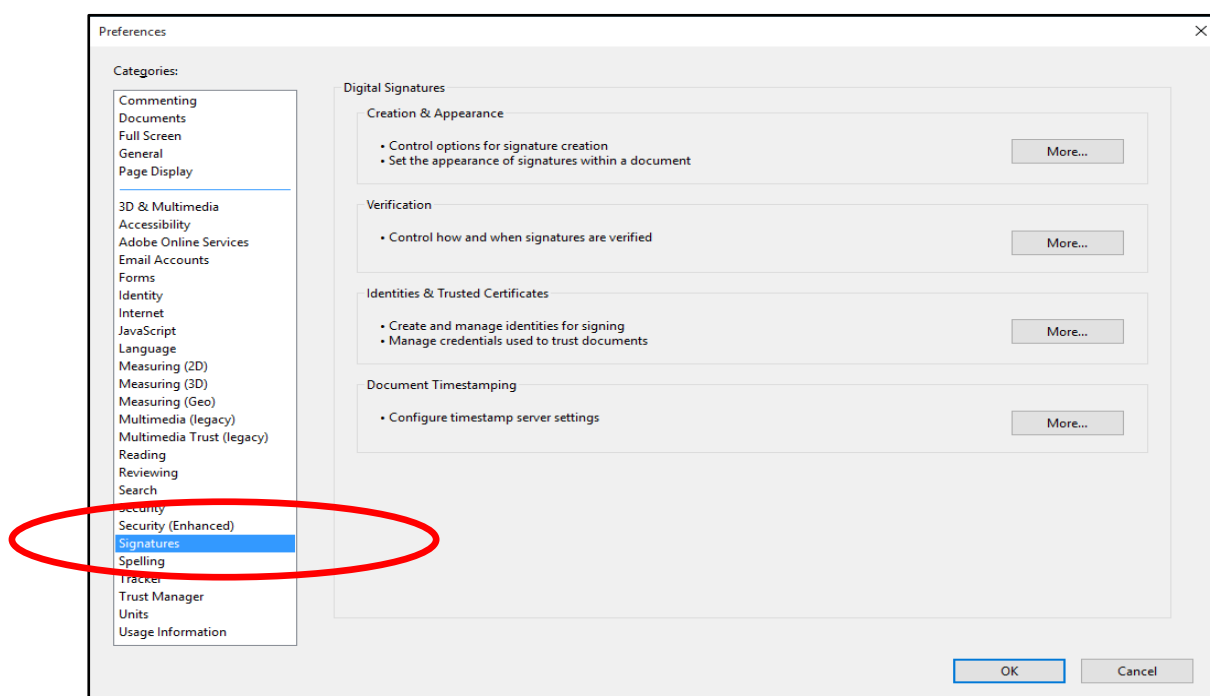 Preferences
Categories:
Commenting
Documents
Full Screen
General
Page Display
3D & Multimedia
Accessibility
Adobe Online Services
Email Accounts
Forms
Identity
Internet
JavaScript
Language
Measuring (2D)
Measuring (3D)
Measuring (Geo)
Multimedia (legacy)
Multimedia Trust (legacy)
Reading
Reviewing
Search
Security
Security (Enhanced)
Signatures
Spelling
Tracker
Trust Manager
Units
Usage Information
Digital Signatures
Creation & Appearance
• Control options for signature creation
• Set the appearance of signatures within a document
More...
Verification
• Control how and when signatures are verified
More...
Identities & Trusted Certificates
• Create and manage identities for signing
• Manage credentials used to trust documents
More...
Document Timestamping
• Configure timestamp server settings
More...
OK
Cancel